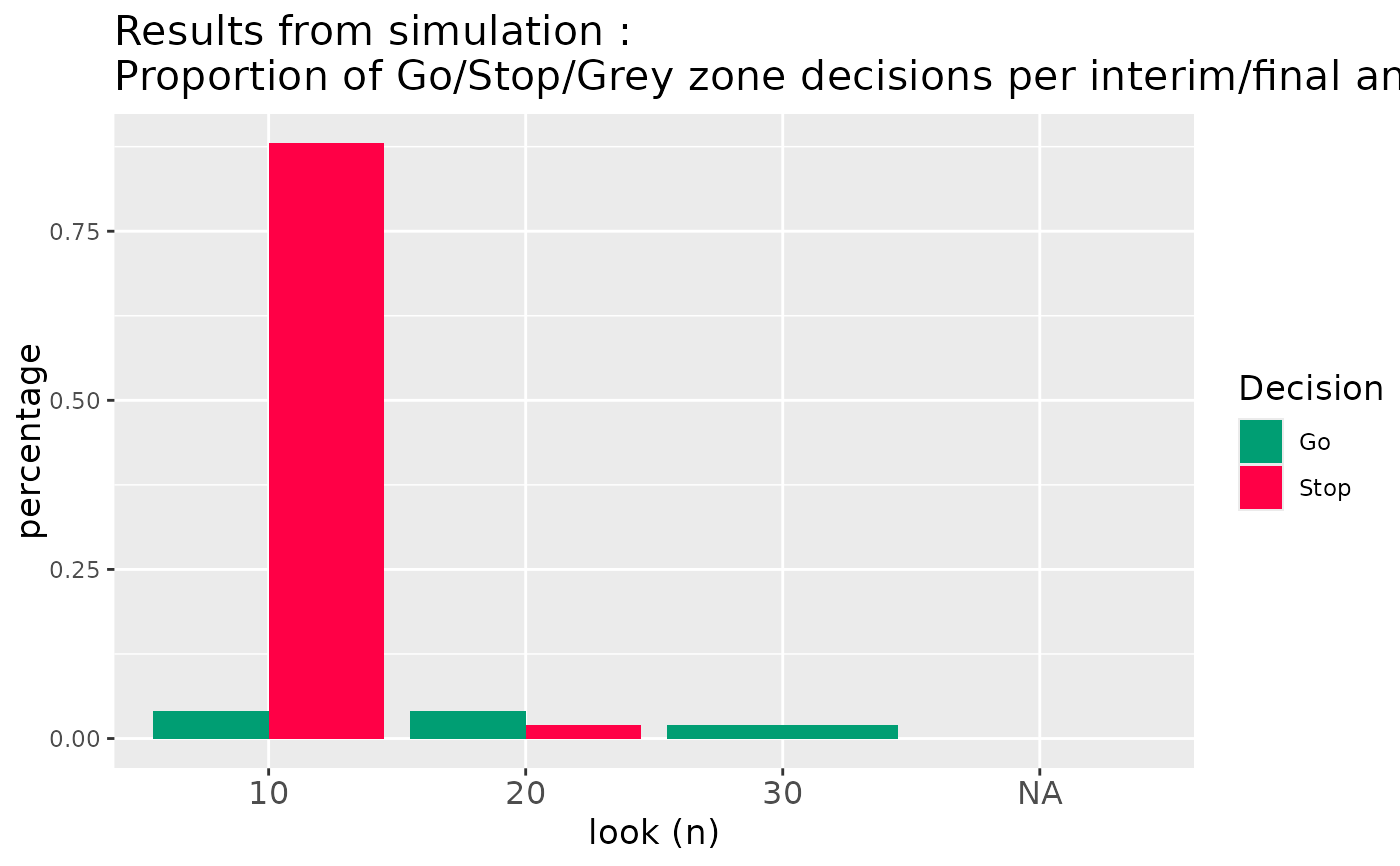 Results from simulation :
Proportion of Go/Stop/Grey zone decisions per interim/final an
percentage
0.75
0.50
0.25
0.00
10
20
30
NA
look (n)
Decision
Go
Stop